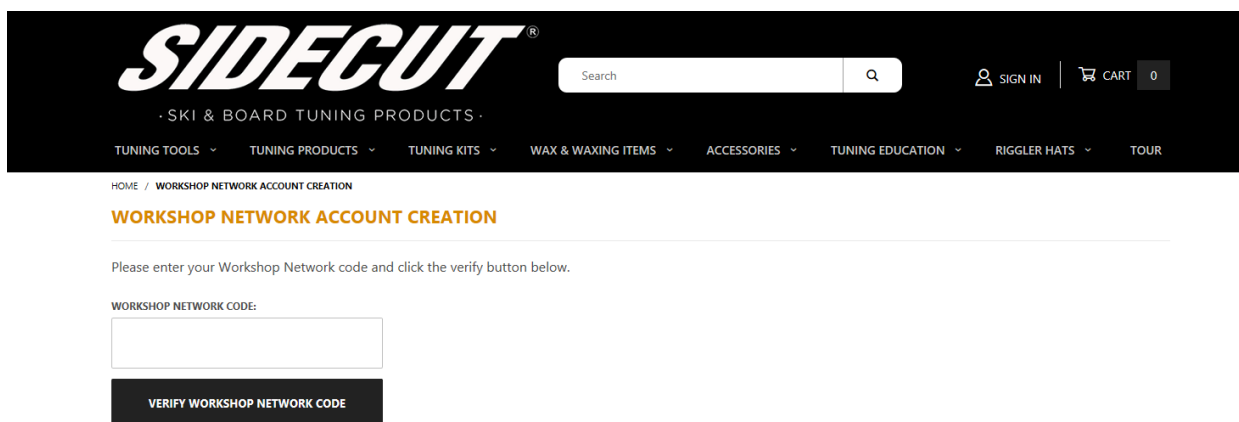 SIDECUT®
· SKI & BOARD TUNING PRODUCTS ·
Search
SIGN IN
CART 0
TUNING TOOLS TUNING PRODUCTS TUNING KITS WAX & WAXING ITEMS ACCESSORIES TUNING EDUCATION RIGGLER HATS TOUR
HOME / WORKSHOP NETWORK ACCOUNT CREATION
WORKSHOP NETWORK ACCOUNT CREATION
Please enter your Workshop Network code and click the verify button below.
WORKSHOP NETWORK CODE:
VERIFY WORKSHOP NETWORK CODE